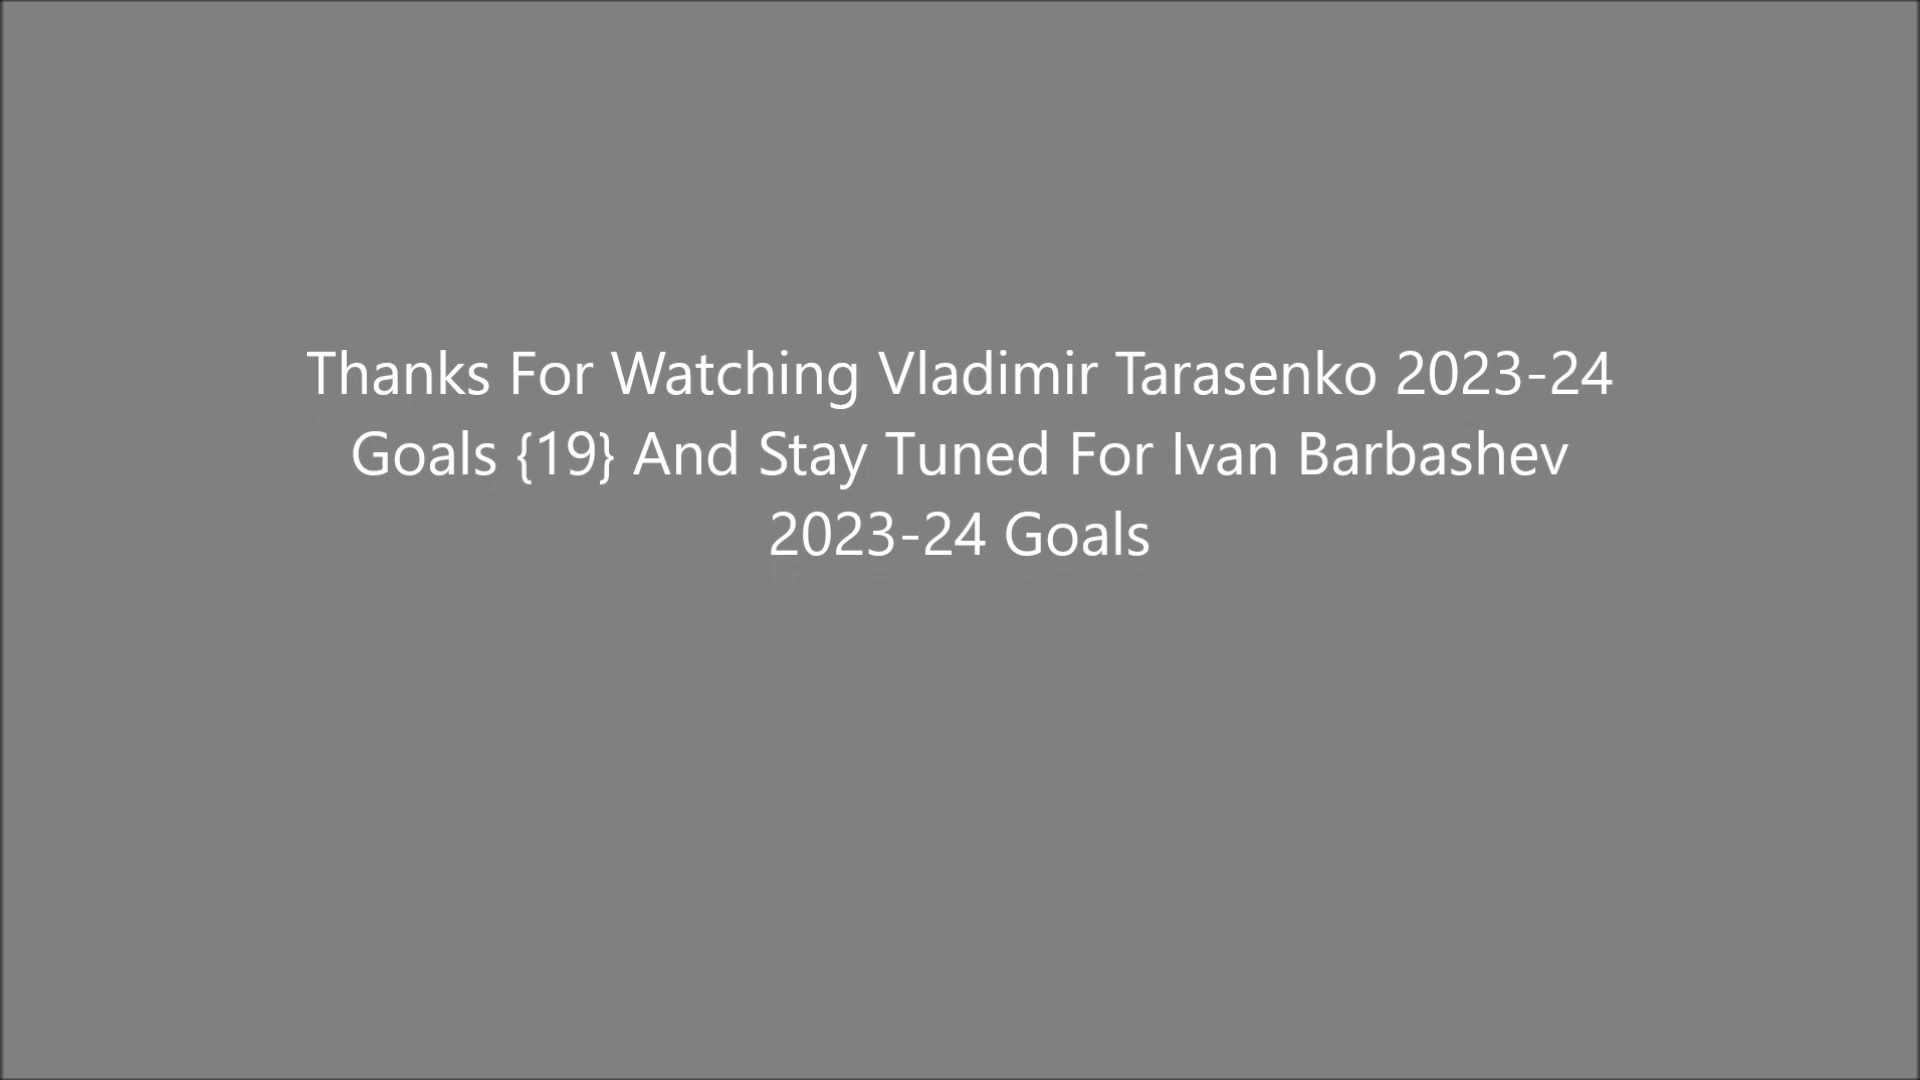 Thanks For Watching Vladimir Tarasenko 2023-24
Goals {19} And Stay Tuned For Ivan Barbashev
2023-24 Goals